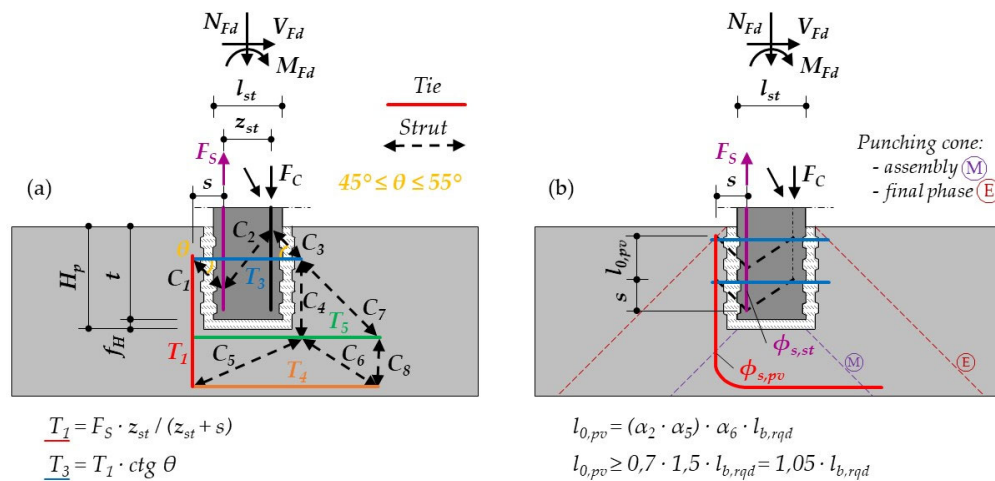 N_Fd
V_Fd
M_Fd
l_st
z_st
F_S
s
F_C
(a)
Tie
Strut
45° ≤ θ ≤ 55°
H_p
t
f_H
θ
C_1
C_2
C_3
T_3
C_4
C_7
T_5
T_1
C_5
C_6
C_8
T_4
T_1 = F_S · z_st / (z_st + s)
T_3 = T_1 · ctg θ
N_Fd
V_Fd
M_Fd
l_st
F_S
s
F_C
(b)
Punching cone:
- assembly M
- final phase E
l_0,pv
s
ϕ_s,st
ϕ_s,pv
M
E
l_0,pv = (α_2 · α_5) · α_6 · l_b,rqd
l_0,pv ≥ 0,7 · 1,5 · l_b,rqd = 1,05 · l_b,rqd